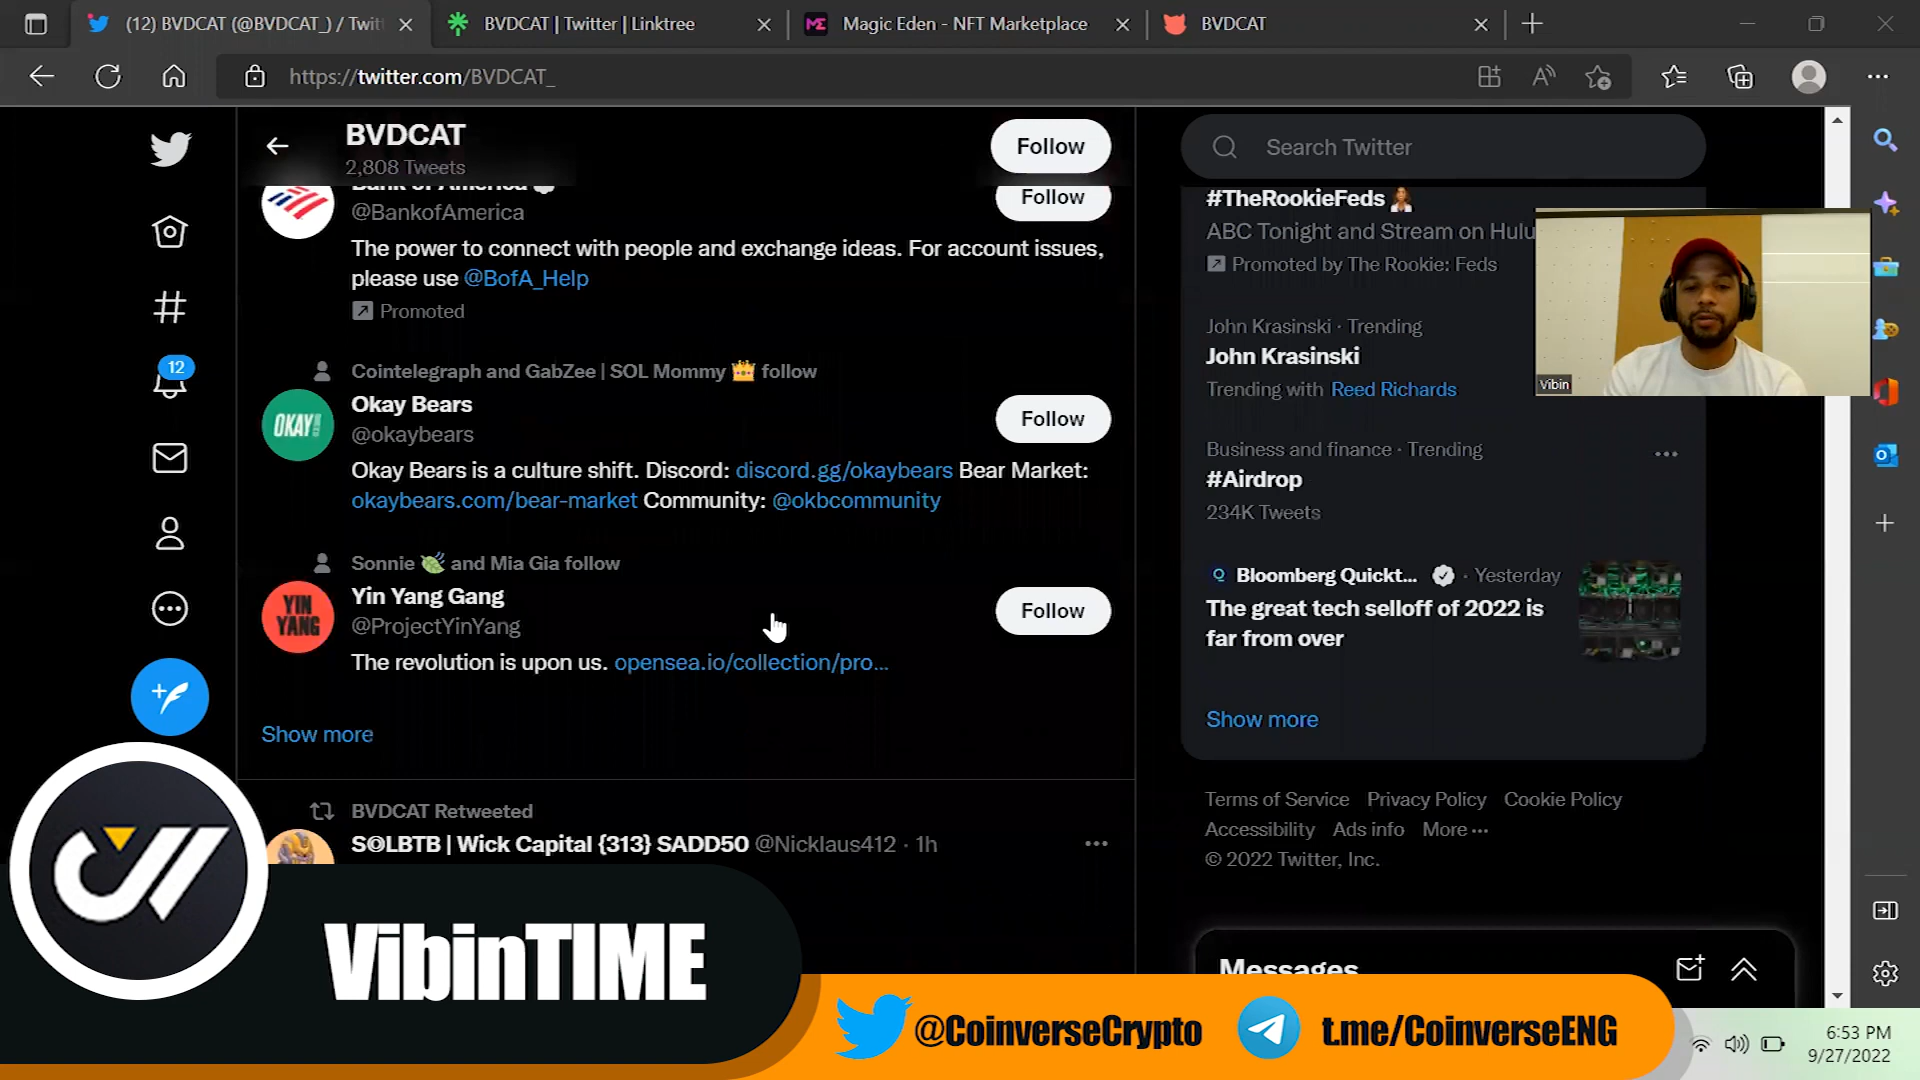 (12) BVDCAT (@BVDCAT_) / Twitt
BVDCAT | Twitter | Linktree
Magic Eden - NFT Marketplace
BVDCAT
https://twitter.com/BVDCAT_
BVDCAT
2,808 Tweets
Follow
Search Twitter
Bank of America
Follow
@BankofAmerica
The power to connect with people and exchange ideas. For account issues,
please use @BofA_Help
Promoted
Cointelegraph and GabZee | SOL Mommy 👑 follow
OKAY
Okay Bears
@okaybears
Follow
Okay Bears is a culture shift. Discord: discord.gg/okaybears Bear Market:
okaybears.com/bear-market Community: @okbcommunity
Sonnie and Mia Gia follow
YIN
YANG
Yin Yang Gang
@ProjectYinYang
Follow
The revolution is upon us. opensea.io/collection/pro...
Show more
BVDCAT Retweeted
S◎LBTB | Wick Capital {313} SADD50 @Nicklaus412 · 1h
12
#TheRookieFeds
ABC Tonight and Stream on Hulu
Promoted by The Rookie: Feds
John Krasinski · Trending
John Krasinski
Trending with Reed Richards
Business and finance · Trending
#Airdrop
234K Tweets
Bloomberg Quickt... · Yesterday
The great tech selloff of 2022 is
far from over
Show more
Terms of Service Privacy Policy Cookie Policy
Accessibility Ads info More ···
© 2022 Twitter, Inc.
Messages
Vibin
VibinTIME
@CoinverseCrypto
t.me/CoinverseENG
6:53 PM
9/27/2022